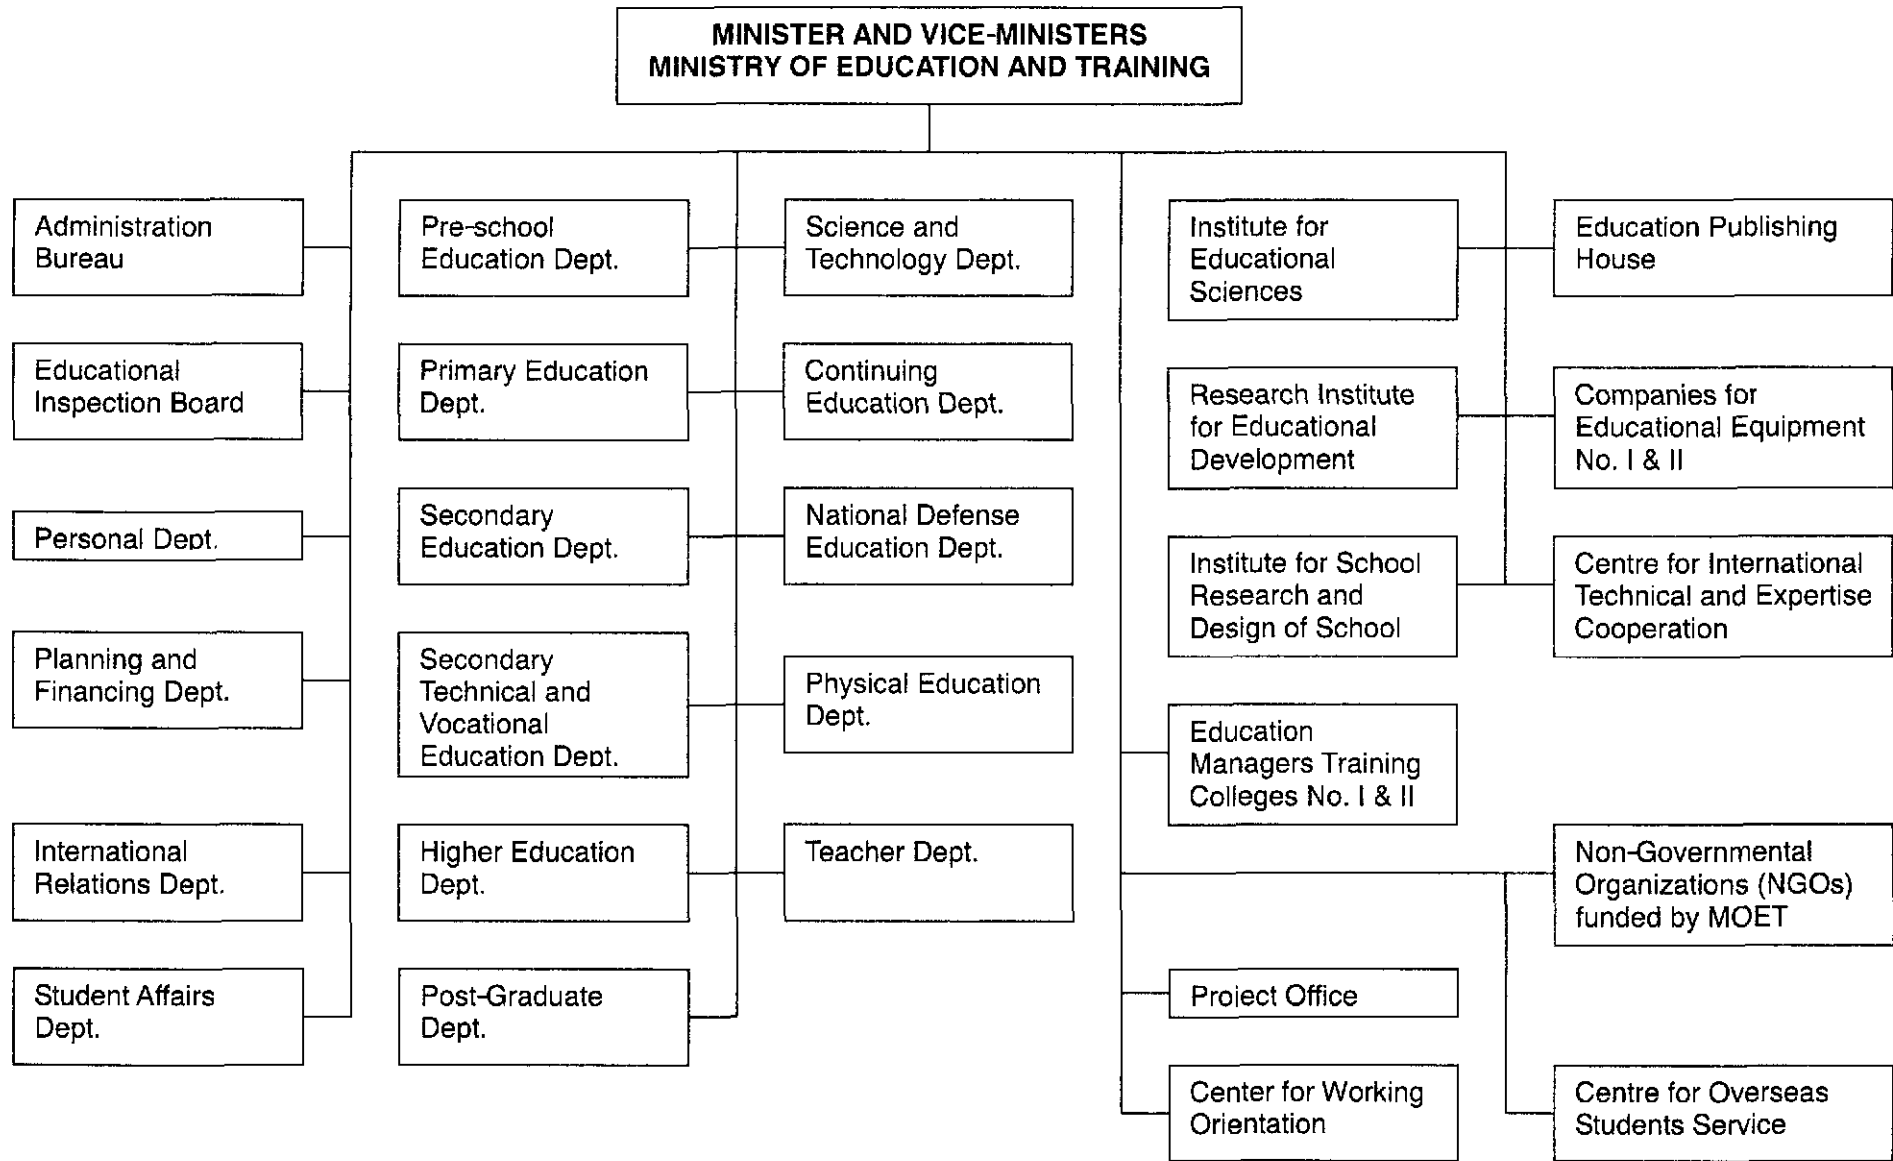 MINISTER AND VICE-MINISTERS
MINISTRY OF EDUCATION AND TRAINING
Administration
Bureau
Educational
Inspection Board
Personal Dept.
Planning and
Financing Dept.
International
Relations Dept.
Student Affairs
Dept.
Pre-school
Education Dept.
Primary Education
Dept.
Secondary
Education Dept.
Secondary
Technical and
Vocational
Education Dept.
Higher Education
Dept.
Post-Graduate
Dept.
Science and
Technology Dept.
Continuing
Education Dept.
National Defense
Education Dept.
Physical Education
Dept.
Teacher Dept.
Institute for
Educational
Sciences
Research Institute
for Educational
Development
Institute for School
Research and
Design of School
Education
Managers Training
Colleges No. I & II
Project Office
Center for Working
Orientation
Education Publishing
House
Companies for
Educational Equipment
No. I & II
Centre for International
Technical and Expertise
Cooperation
Non-Governmental
Organizations (NGOs)
funded by MOET
Centre for Overseas
Students Service